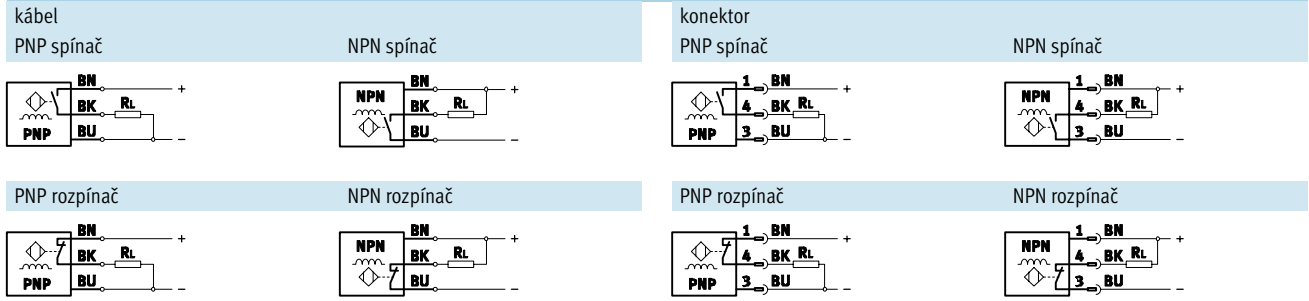 kábel
PNP spínač NPN spínač
BN +
BK RL
BU −
PNP
BN +
NPN
BK RL
BU −
konektor
PNP spínač NPN spínač
1 BN +
4 BK RL
PNP 3 BU −
1 BN +
NPN
4 BK RL
3 BU −
PNP rozpínač NPN rozpínač
BN +
BK RL
PNP BU −
BN +
NPN
BK RL
BU −
PNP rozpínač NPN rozpínač
1 BN +
4 BK RL
PNP 3 BU −
1 BN +
NPN
4 BK RL
3 BU −